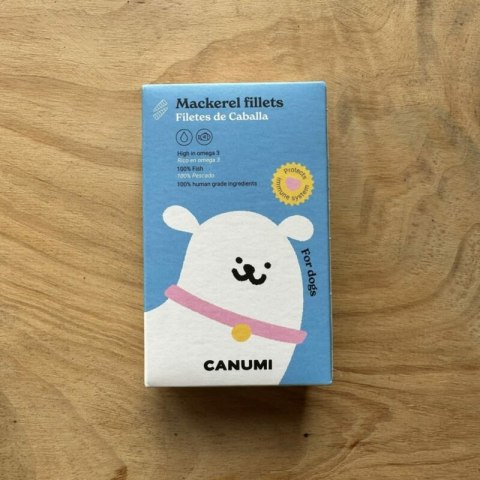 Mackerel fillets
Filetes de Caballa
High in omega 3
Rico en omega 3
100% Fish
100% Pescado
100% human grade ingredients
Protects
immune system
For dogs
CANUMI